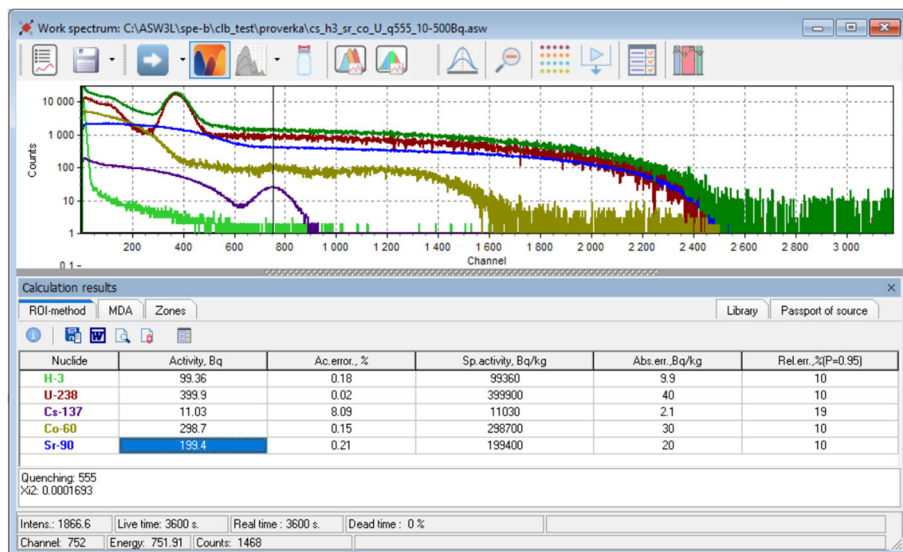 Work spectrum: C:\ASW3L\spe-b\clb_test\proverka\cs_h3_sr_co_U_q555_10-500Bq.asw
10 000
1 000
100
10
1
0.1
Counts
200 400 600 800 1 000 1 200 1 400 1 600 1 800 2 000 2 200 2 400 2 600 2 800 3 000
Channel
Calculation results
ROI-method MDA Zones Library Passport of source
Nuclide Activity, Bq Ac.error., % Sp.activity, Bq/kg Abs.err.,Bq/kg Rel.err.,%(P=0.95)
H-3 99.36 0.18 99360 9.9 10
U-238 399.9 0.02 399900 40 10
Cs-137 11.03 8.09 11030 2.1 19
Co-60 298.7 0.15 298700 30 10
Sr-90 199.4 0.21 199400 20 10
Quenching: 555
Xi2: 0.0001693
Intens.: 1866.6 Live time: 3600 s. Real time : 3600 s. Dead time : 0 %
Channel: 752 Energy: 751.91 Counts: 1468